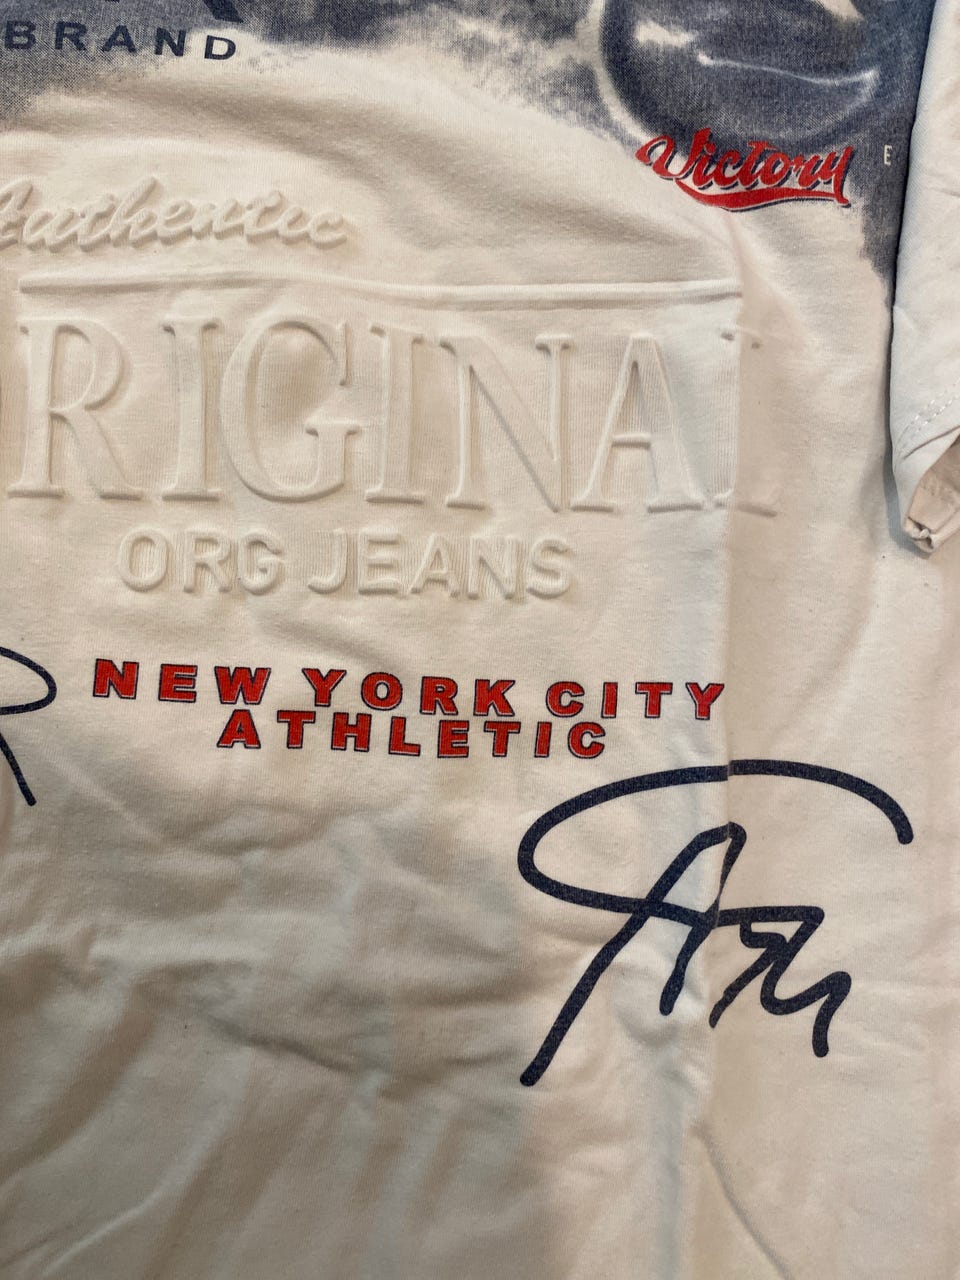 BRAND
Victory
E
Authentic
RIGINAL
ORG JEANS
NEW YORK CITY
ATHLETIC